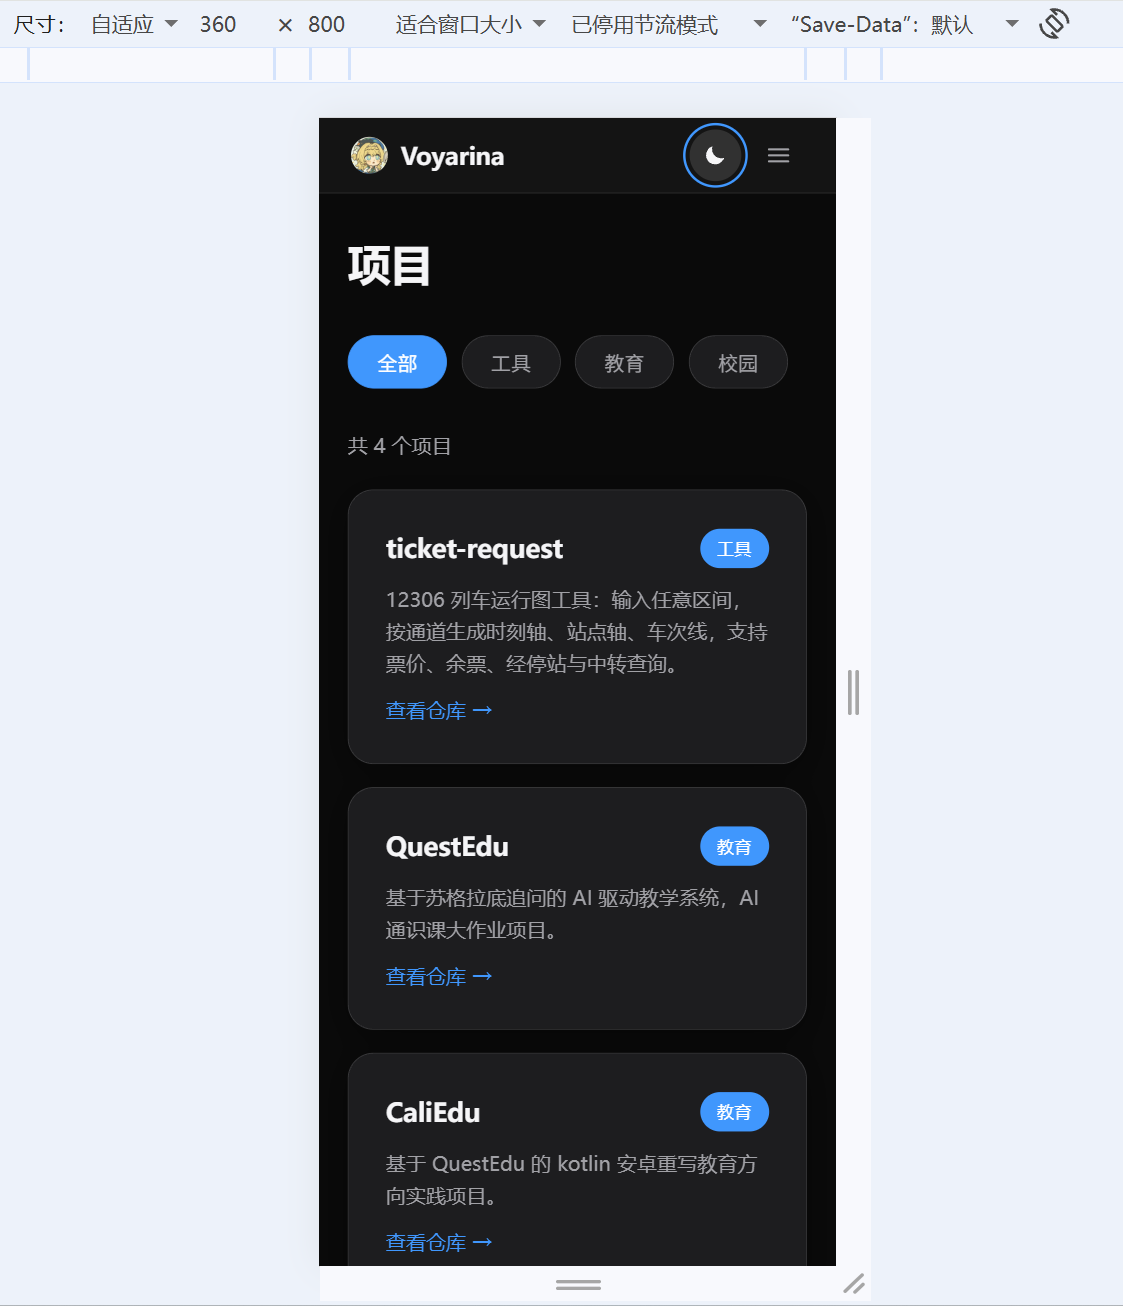 尺寸： 自适应 360 × 800 适合窗口大小 已停用节流模式 “Save-Data”：默认
Voyarina
项目
全部 工具 教育 校园
共 4 个项目
ticket-request 工具
12306 列车运行图工具：输入任意区间，
按通道生成时刻轴、站点轴、车次线，支持
票价、余票、经停站与中转查询。
查看仓库 →
QuestEdu 教育
基于苏格拉底追问的 AI 驱动教学系统，AI
通识课大作业项目。
查看仓库 →
CaliEdu 教育
基于 QuestEdu 的 kotlin 安卓重写教育方
向实践项目。
查看仓库 →